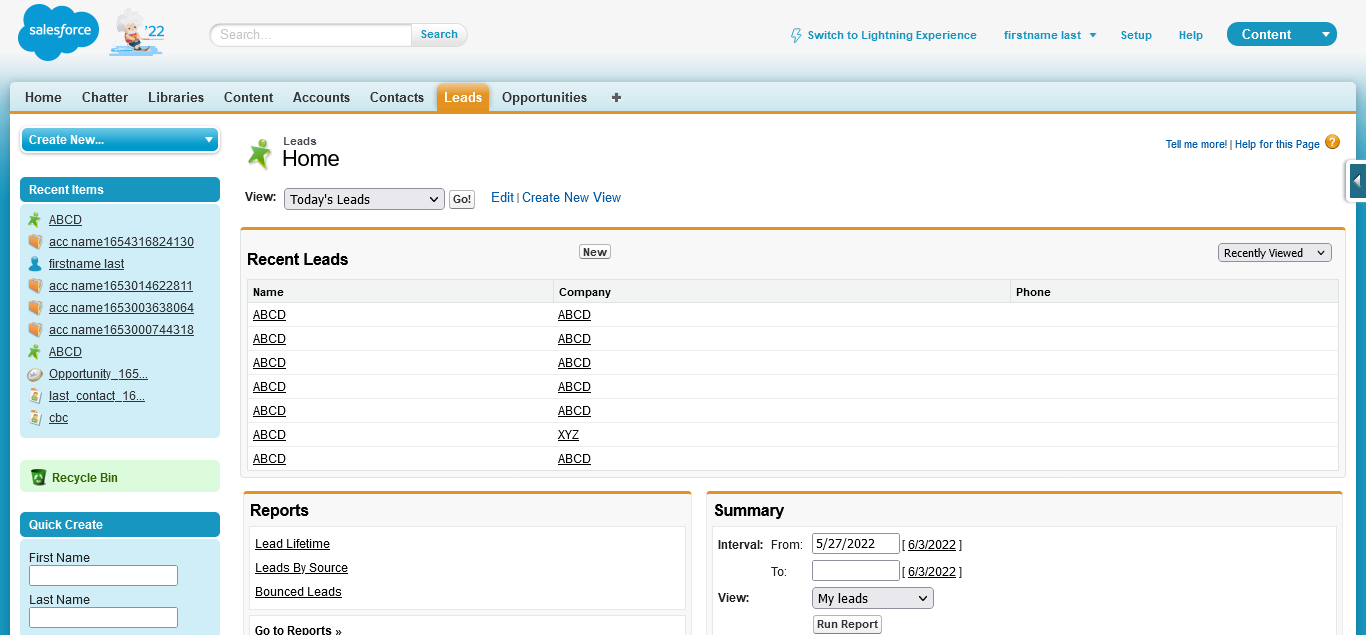 salesforce
'22
Search...
Search
Switch to Lightning Experience
firstname last
Setup
Help
Content
Home
Chatter
Libraries
Content
Accounts
Contacts
Leads
Opportunities
+
Create New...
Recent Items
ABCD
acc name1654316824130
firstname last
acc name1653014622811
acc name1653003638064
acc name1653000744318
ABCD
Opportunity_165...
last_contact_16...
cbc
Recycle Bin
Quick Create
First Name
Last Name
Leads
Home
Tell me more! | Help for this Page ?
View: Today's Leads Go! Edit | Create New View
Recent Leads
New
Recently Viewed
Name Company Phone
ABCD ABCD
ABCD ABCD
ABCD ABCD
ABCD ABCD
ABCD ABCD
ABCD XYZ
ABCD ABCD
Reports
Lead Lifetime
Leads By Source
Bounced Leads
Go to Reports »
Summary
Interval: From: 5/27/2022 [ 6/3/2022 ]
To: [ 6/3/2022 ]
View: My leads
Run Report